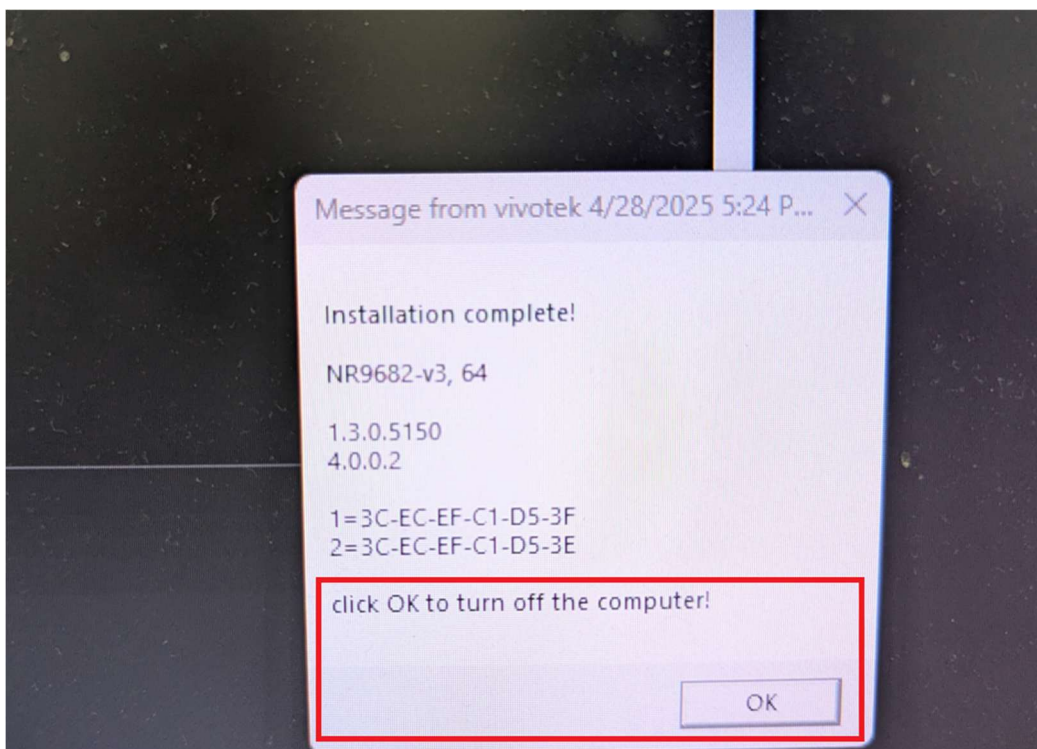 Message from vivotek 4/28/2025 5:24 P...
Installation complete!
NR9682-v3, 64
1.3.0.5150
4.0.0.2
1=3C-EC-EF-C1-D5-3F
2=3C-EC-EF-C1-D5-3E
click OK to turn off the computer!
OK